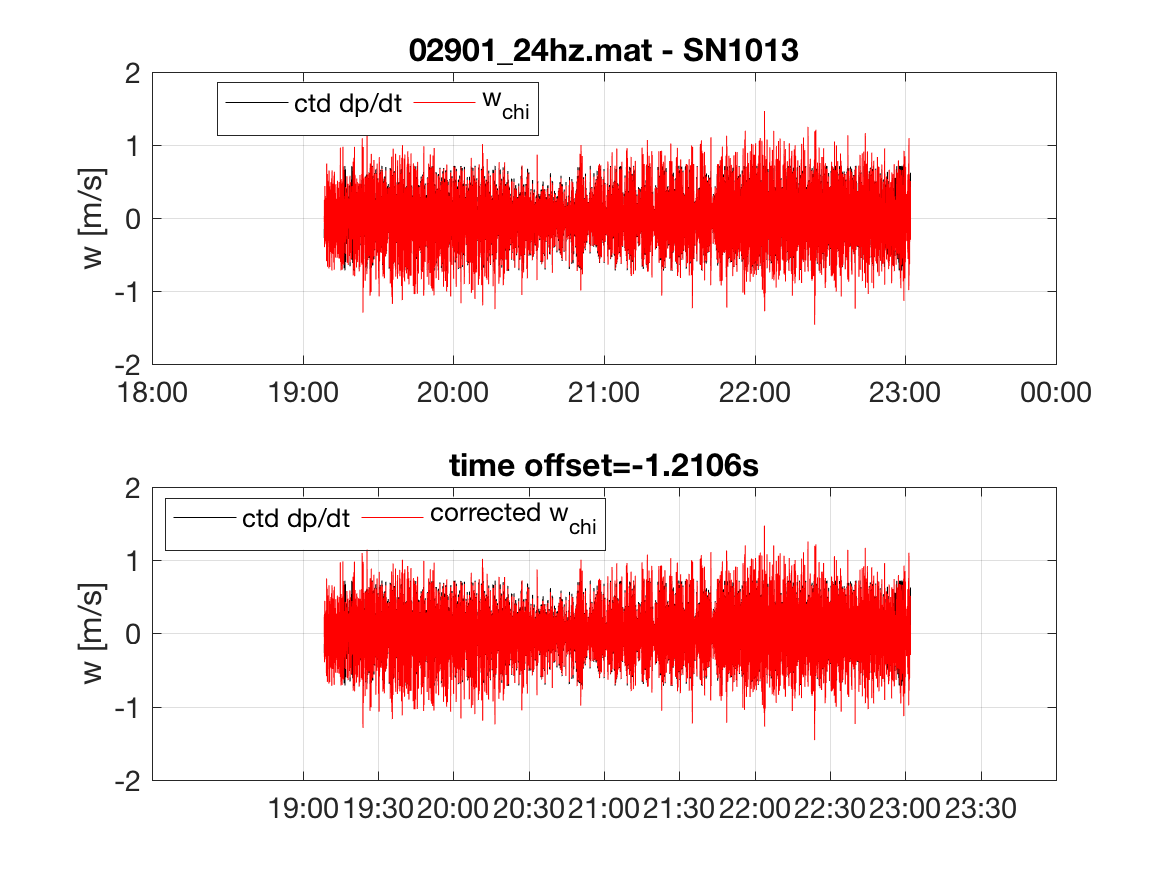 02901_24hz.mat - SN1013
ctd dp/dt w_chi
2
1
0
-1
-2
w [m/s]
18:00 19:00 20:00 21:00 22:00 23:00 00:00
time offset=-1.2106s
ctd dp/dt corrected w_chi
2
1
0
-1
-2
w [m/s]
19:00 19:30 20:00 20:30 21:00 21:30 22:00 22:30 23:00 23:30